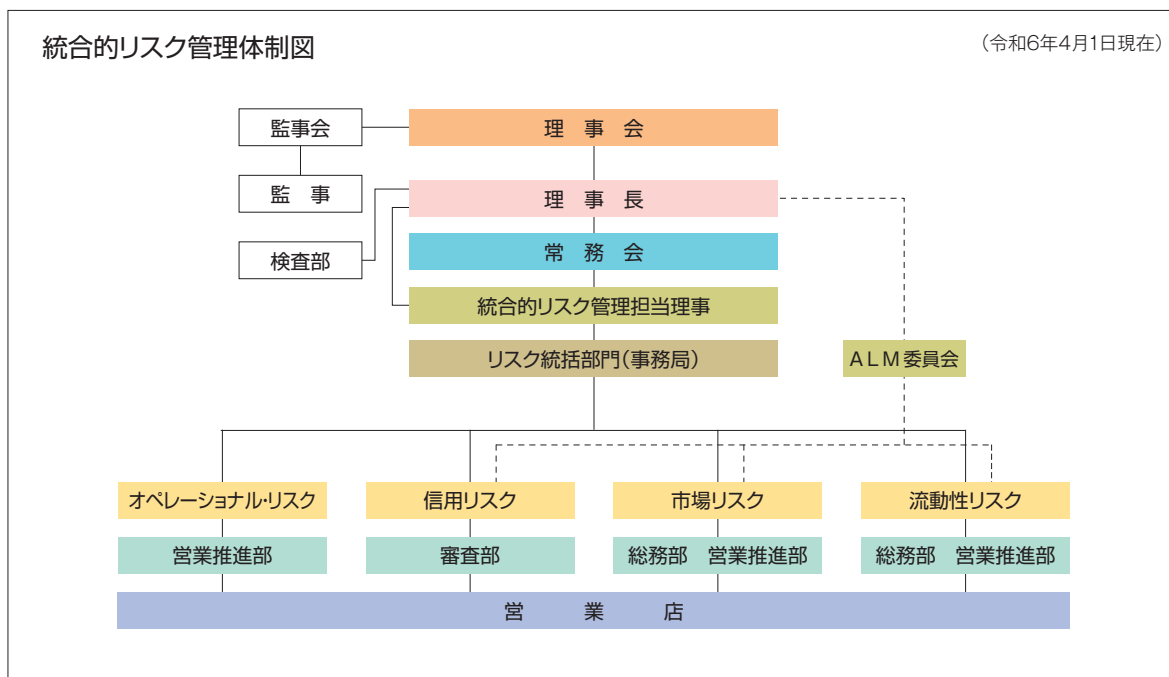 統合的リスク管理体制図
（令和6年4月1日現在）
監事会
理　事　会
監　事
理　事　長
検査部
常　務　会
統合的リスク管理担当理事
リスク統括部門（事務局）
ＡＬＭ委員会
オペレーショナル・リスク
信用リスク
市場リスク
流動性リスク
営業推進部
審査部
総務部　営業推進部
総務部　営業推進部
営　業　店